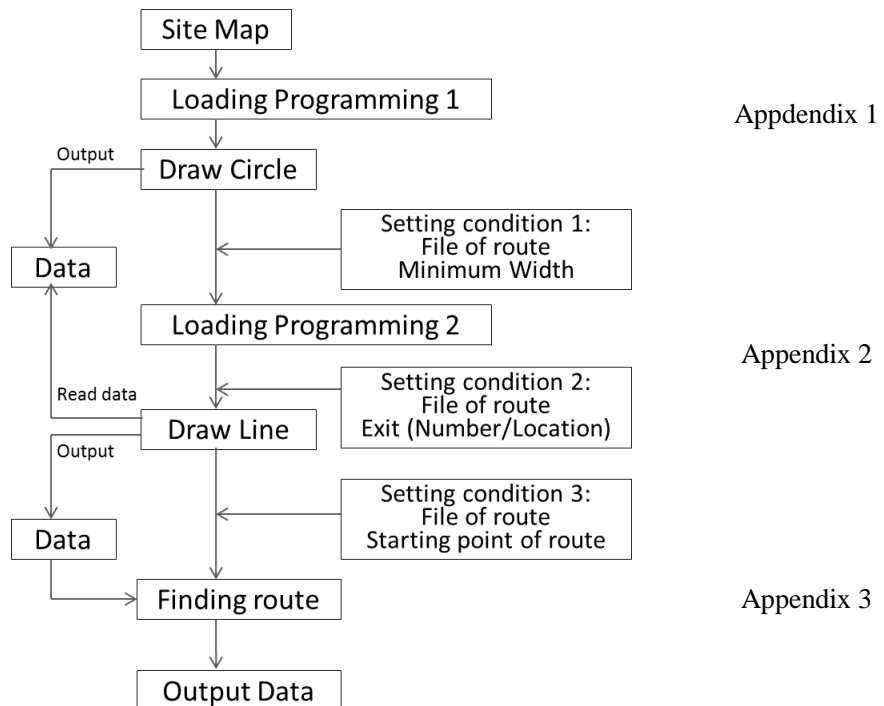 Site Map
Loading Programming 1
Appdendix 1
Output
Draw Circle
Setting condition 1:
File of route
Minimum Width
Data
Loading Programming 2
Appendix 2
Setting condition 2:
File of route
Exit (Number/Location)
Read data
Draw Line
Output
Setting condition 3:
File of route
Starting point of route
Data
Finding route
Appendix 3
Output Data